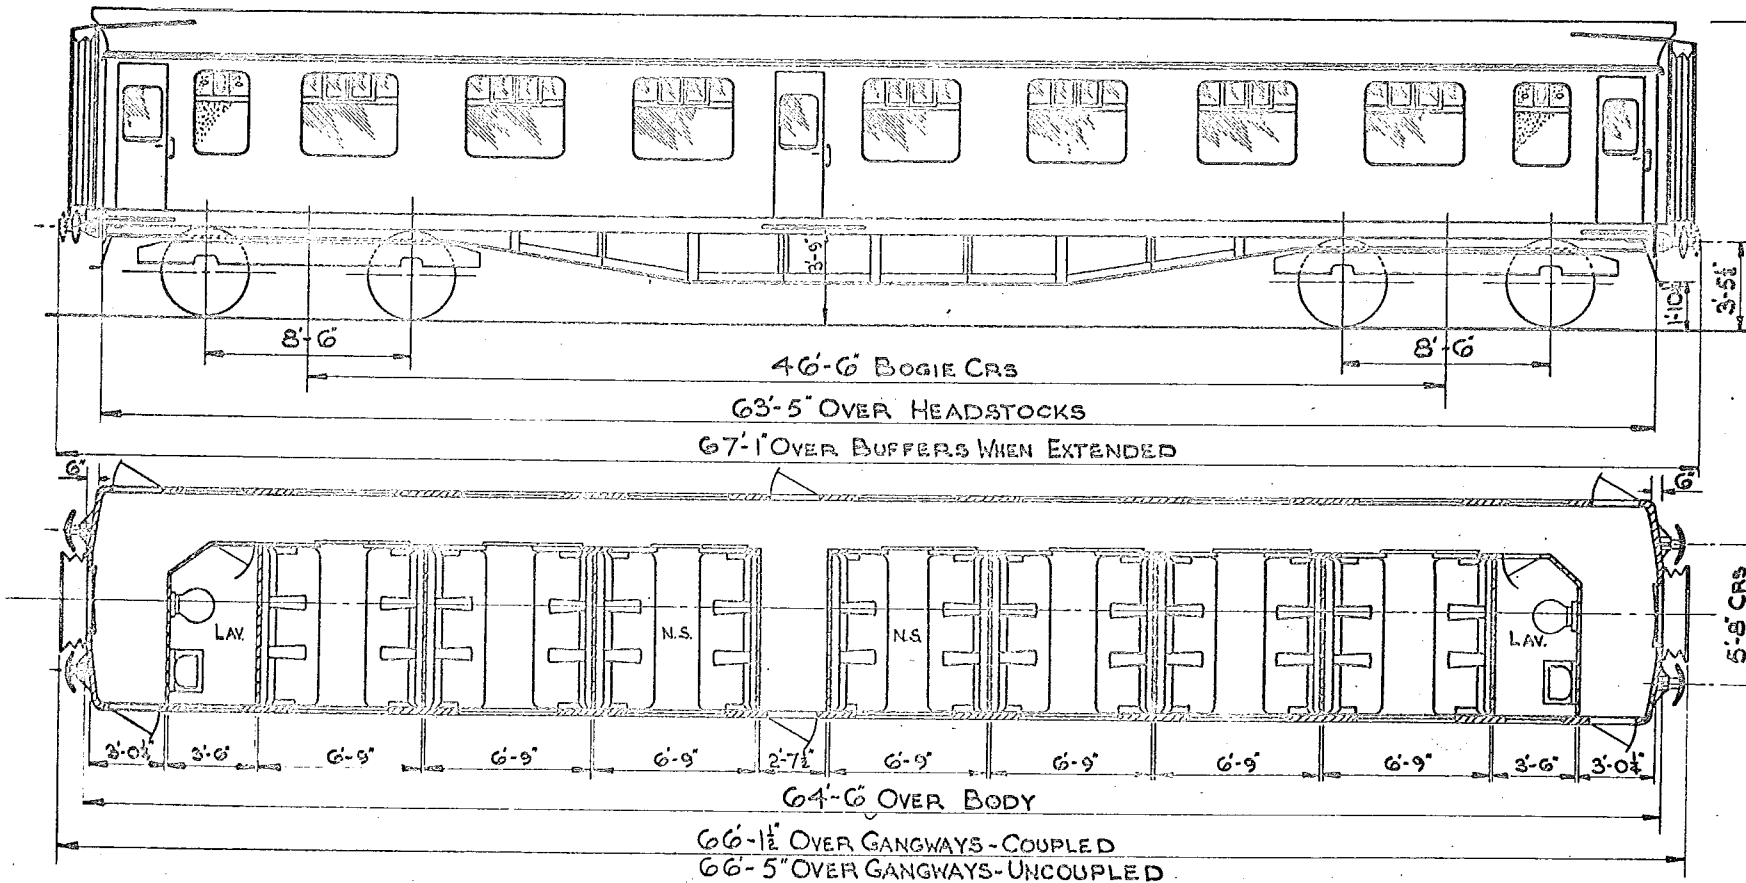 3'-9"
1'-10"
3'-5½"
8'-6"
8'-6"
46'-6" BOGIE CRS
63'-5" OVER HEADSTOCKS
67'-1" OVER BUFFERS WHEN EXTENDED
6"
6"
LAV.
N.S.
N.S.
LAV.
5'-8" CRS
3'-0¼" 3'-6" 6'-9" 6'-9" 6'-9" 2'-7½" 6'-9" 6'-9" 6'-9" 6'-9" 3'-6" 3'-0¼"
64'-6" OVER BODY
66'-1½" OVER GANGWAYS-COUPLED
66'-5" OVER GANGWAYS-UNCOUPLED